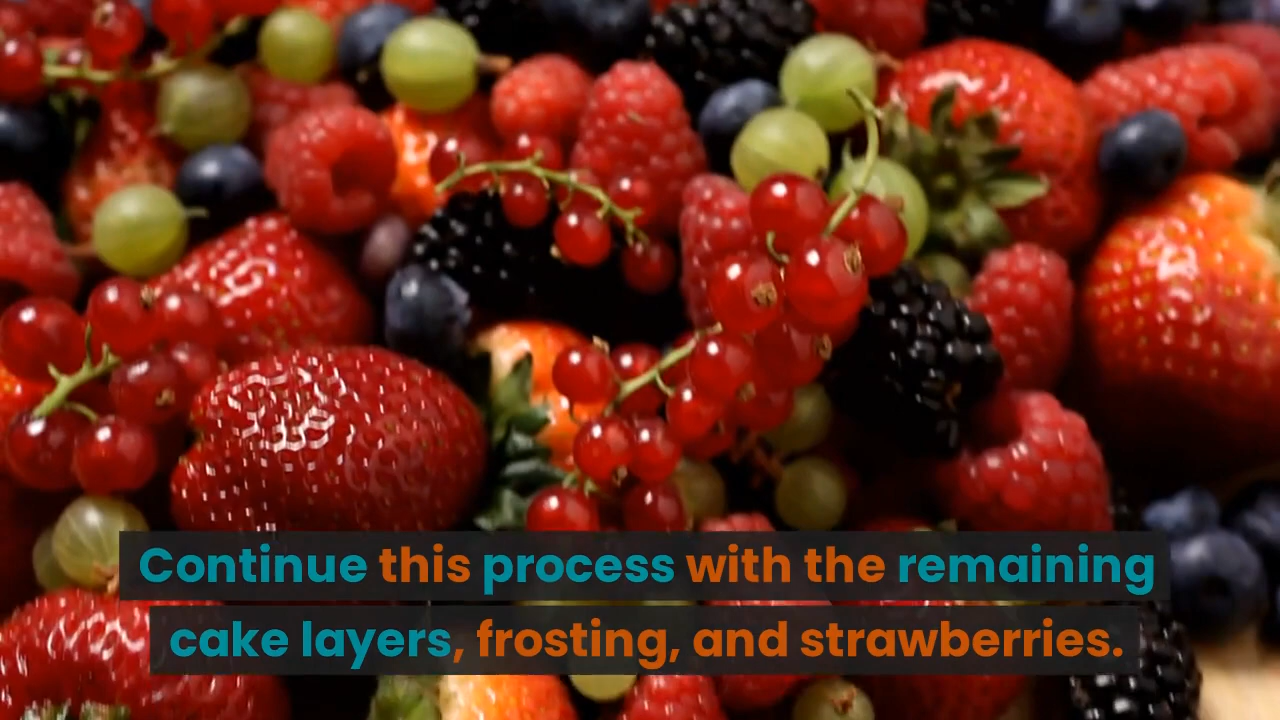 Continue this process with the remaining
cake layers, frosting, and strawberries.